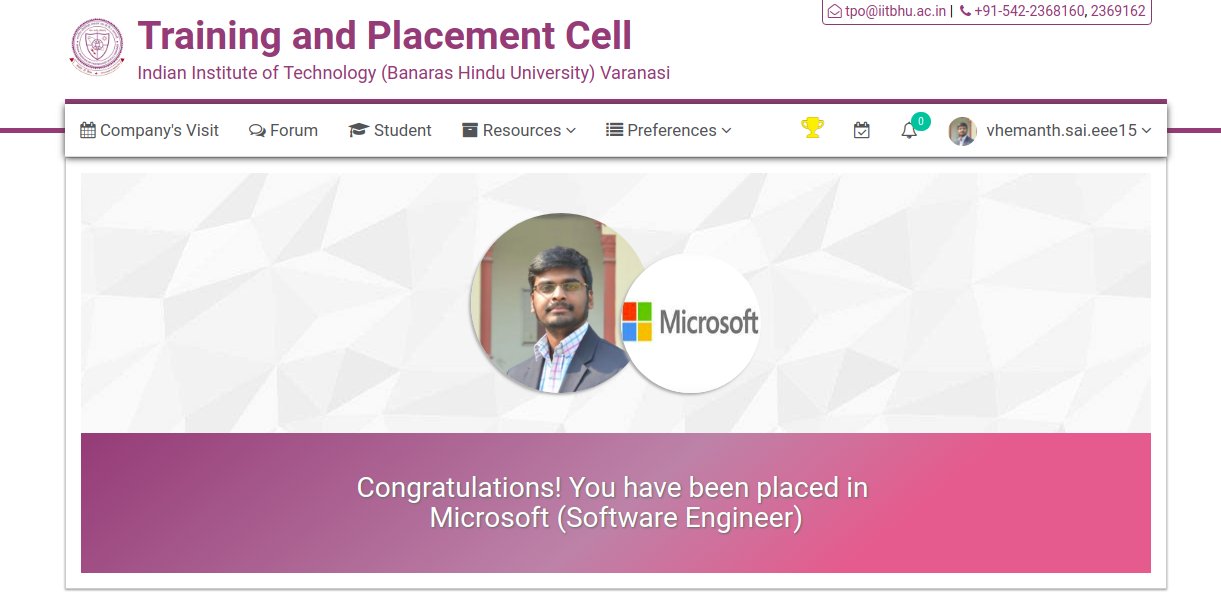 tpo@iitbhu.ac.in | +91-542-2368160, 2369162
Training and Placement Cell
Indian Institute of Technology (Banaras Hindu University) Varanasi
Company's Visit Forum Student Resources Preferences 0 vhemanth.sai.eee15
Microsoft
Congratulations! You have been placed in
Microsoft (Software Engineer)